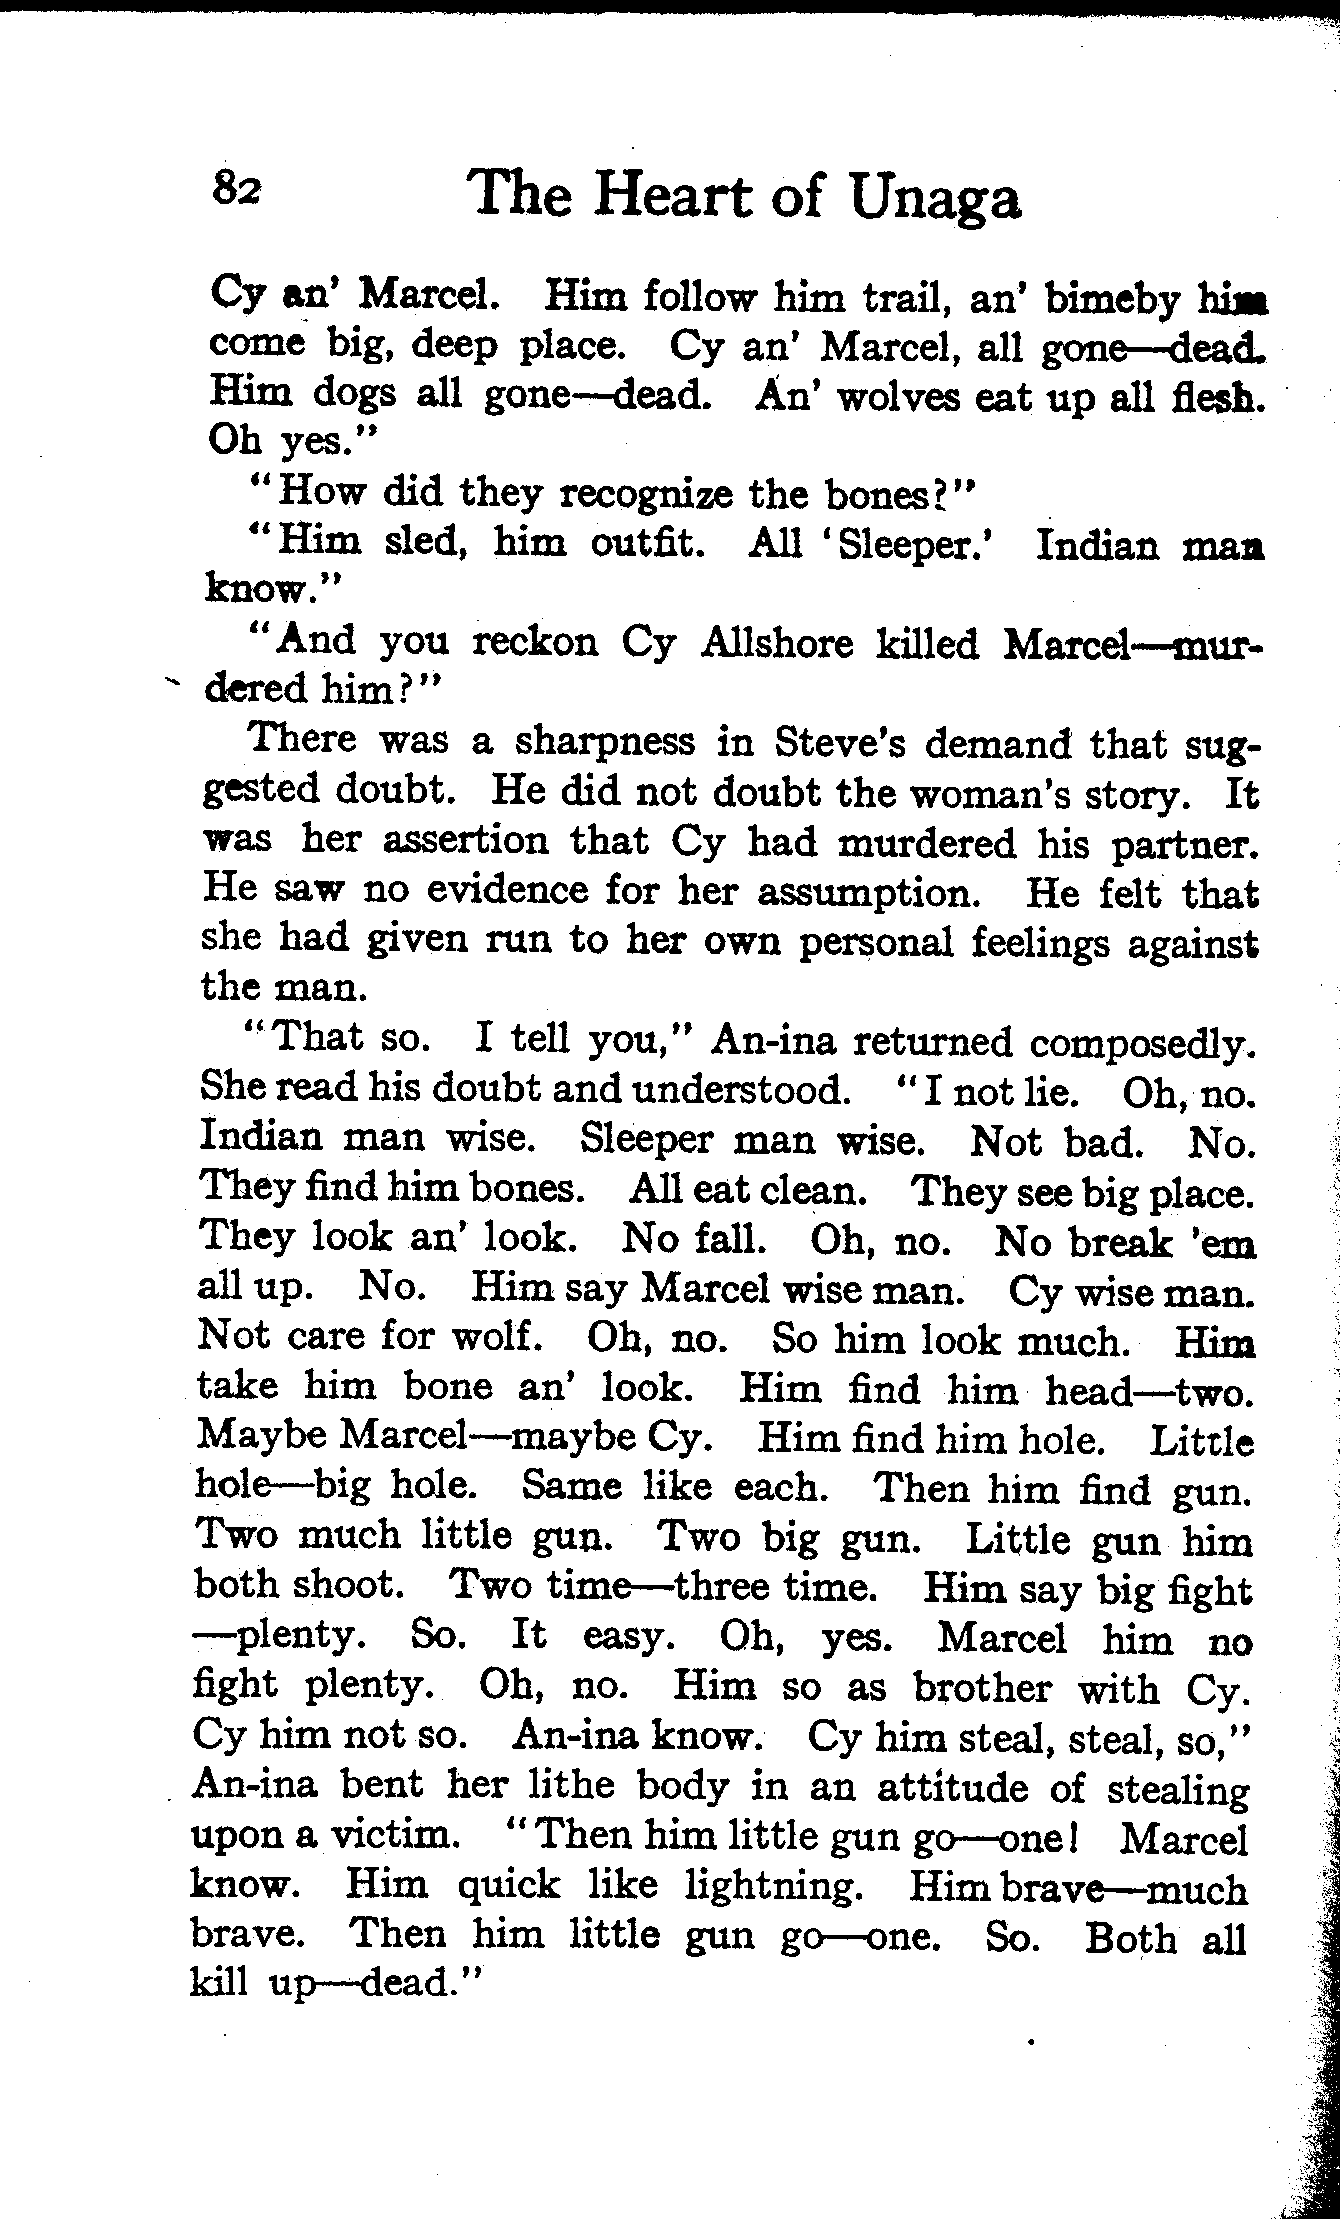 82 The Heart of Unaga
Cy an' Marcel. Him follow him trail, an' bimeby him
come big, deep place. Cy an' Marcel, all gone—dead.
Him dogs all gone—dead. An' wolves eat up all flesh.
Oh yes."
"How did they recognize the bones?"
"Him sled, him outfit. All 'Sleeper.' Indian man
know."
"And you reckon Cy Allshore killed Marcel—mur-
dered him?"
There was a sharpness in Steve's demand that sug-
gested doubt. He did not doubt the woman's story. It
was her assertion that Cy had murdered his partner.
He saw no evidence for her assumption. He felt that
she had given run to her own personal feelings against
the man.
"That so. I tell you," An-ina returned composedly.
She read his doubt and understood. "I not lie. Oh, no.
Indian man wise. Sleeper man wise. Not bad. No.
They find him bones. All eat clean. They see big place.
They look an' look. No fall. Oh, no. No break 'em
all up. No. Him say Marcel wise man. Cy wise man.
Not care for wolf. Oh, no. So him look much. Him
take him bone an' look. Him find him head—two.
Maybe Marcel—maybe Cy. Him find him hole. Little
hole—big hole. Same like each. Then him find gun.
Two much little gun. Two big gun. Little gun him
both shoot. Two time—three time. Him say big fight
—plenty. So. It easy. Oh, yes. Marcel him no
fight plenty. Oh, no. Him so as brother with Cy.
Cy him not so. An-ina know. Cy him steal, steal, so,"
An-ina bent her lithe body in an attitude of stealing
upon a victim. "Then him little gun go—one! Marcel
know. Him quick like lightning. Him brave—much
brave. Then him little gun go—one. So. Both all
kill up—dead."